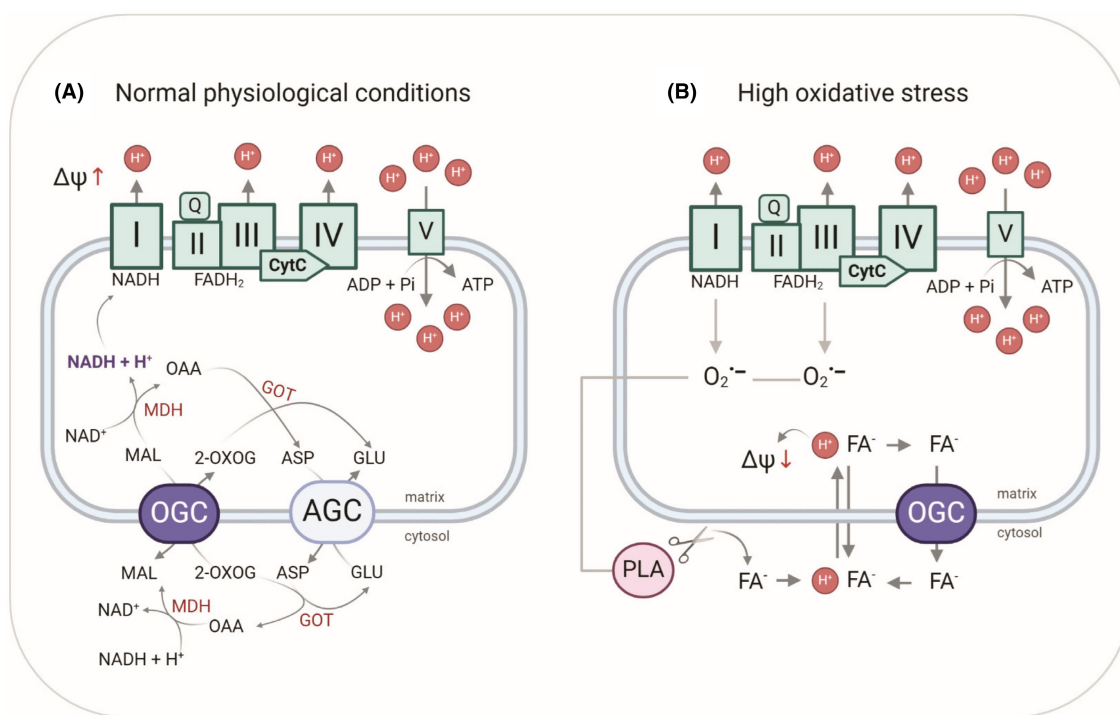 (A) Normal physiological conditions
Δψ ↑
H⁺
H⁺
H⁺
H⁺
H⁺
H⁺
I
Q
II
III
CytC
IV
V
NADH
FADH₂
ADP + Pi
ATP
H⁺
H⁺
H⁺
NADH + H⁺
OAA
GOT
MDH
NAD⁺
MAL
2-OXOG
ASP
GLU
OGC
AGC
matrix
cytosol
MAL
2-OXOG
ASP
GLU
NAD⁺
MDH
OAA
GOT
NADH + H⁺
(B) High oxidative stress
H⁺
H⁺
H⁺
H⁺
H⁺
H⁺
I
Q
II
III
CytC
IV
V
NADH
FADH₂
ADP + Pi
ATP
H⁺
H⁺
H⁺
O₂•−
O₂•−
Δψ ↓
H⁺ FA⁻
FA⁻
OGC
matrix
cytosol
PLA
FA⁻
H⁺ FA⁻
FA⁻